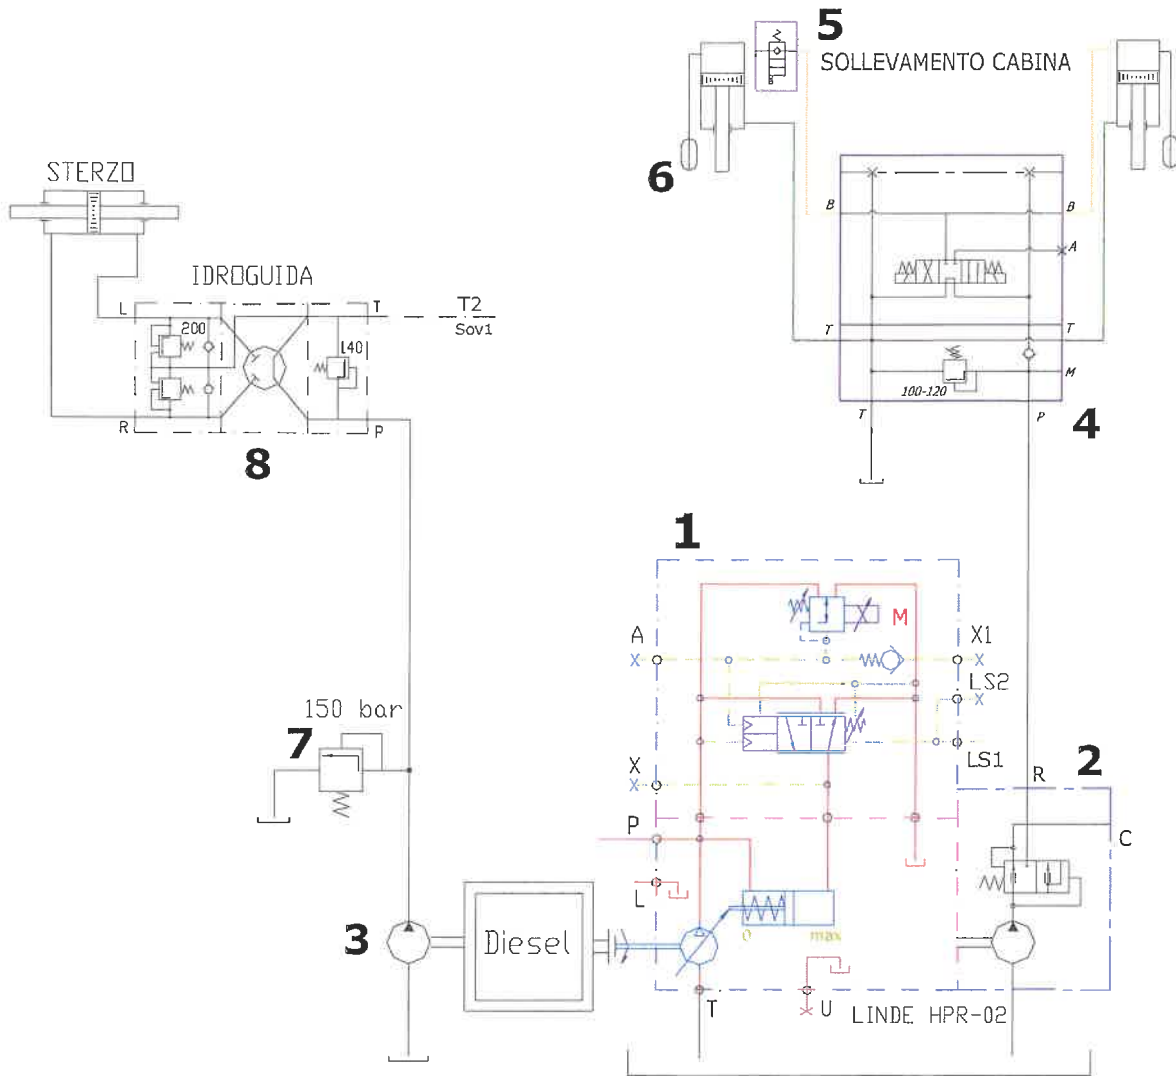 5
SOLLEVAMENTO CABINA
6
STERZO
B
B
A
IDROGUIDA
L
T
T2
Sov1
200
140
T
T
M
100-120
R
P
T
P
4
8
1
M
A
X1
X
X
LS2
X
150 bar
7
X
X
LS1
R
2
P
C
L
3
Diesel
0
max
T
U
LINDE HPR-02